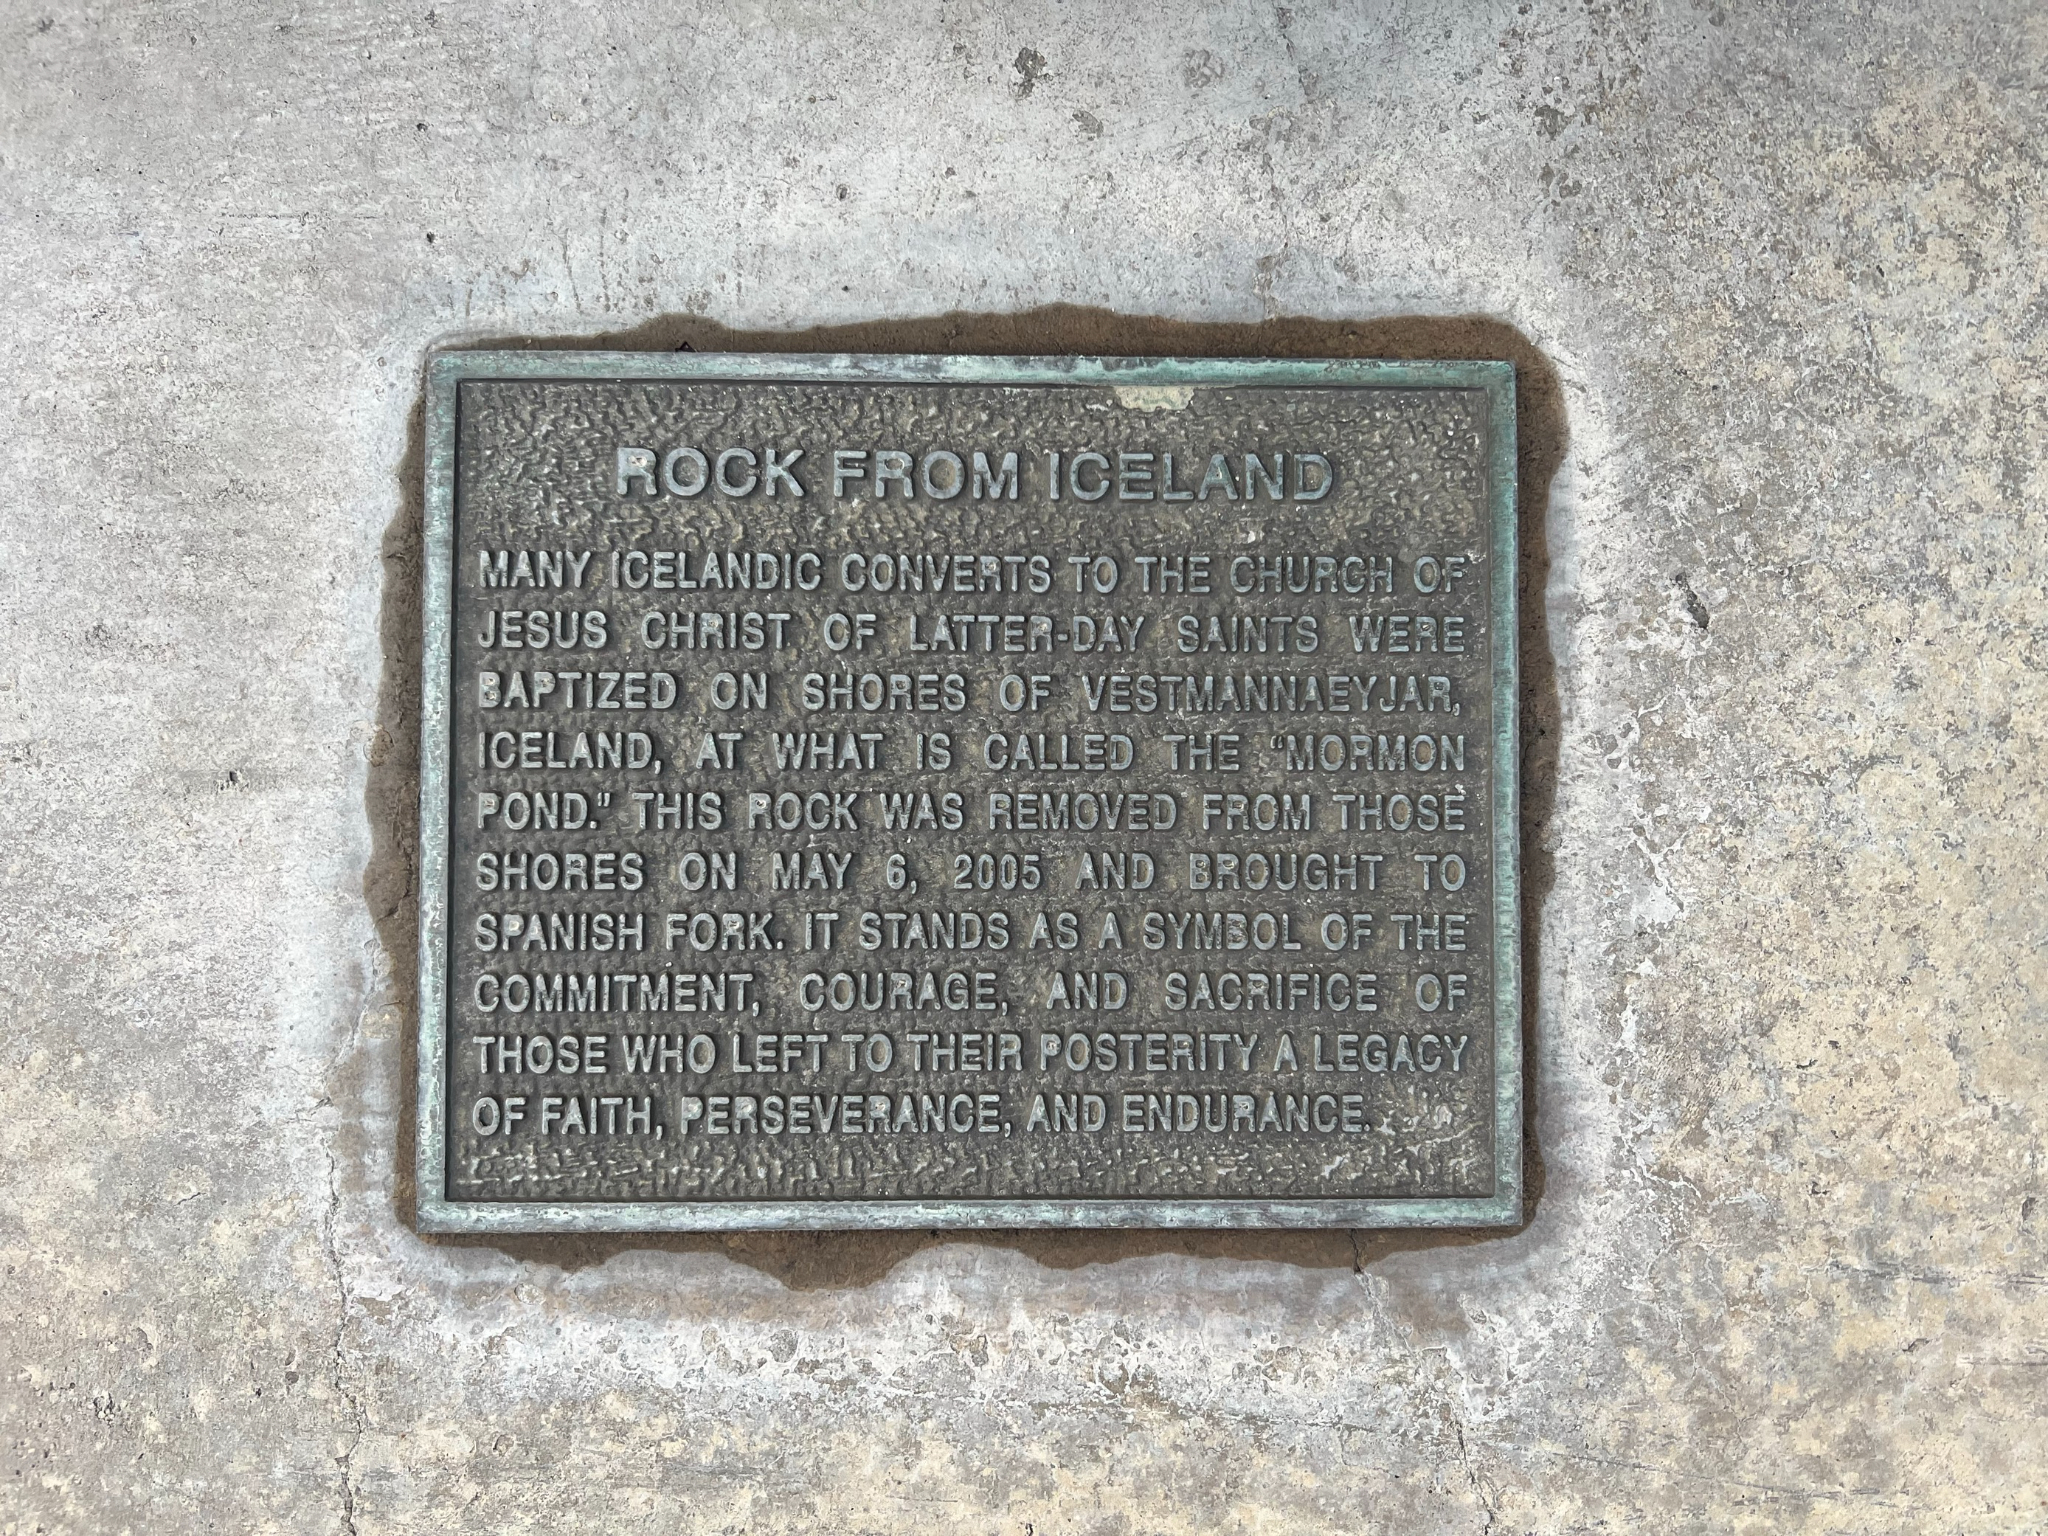 ROCK FROM ICELAND
MANY ICELANDIC CONVERTS TO THE CHURCH OF
JESUS CHRIST OF LATTER-DAY SAINTS WERE
BAPTIZED ON SHORES OF VESTMANNAEYJAR,
ICELAND, AT WHAT IS CALLED THE "MORMON
POND." THIS ROCK WAS REMOVED FROM THOSE
SHORES ON MAY 6, 2005 AND BROUGHT TO
SPANISH FORK. IT STANDS AS A SYMBOL OF THE
COMMITMENT, COURAGE, AND SACRIFICE OF
THOSE WHO LEFT TO THEIR POSTERITY A LEGACY
OF FAITH, PERSEVERANCE, AND ENDURANCE.